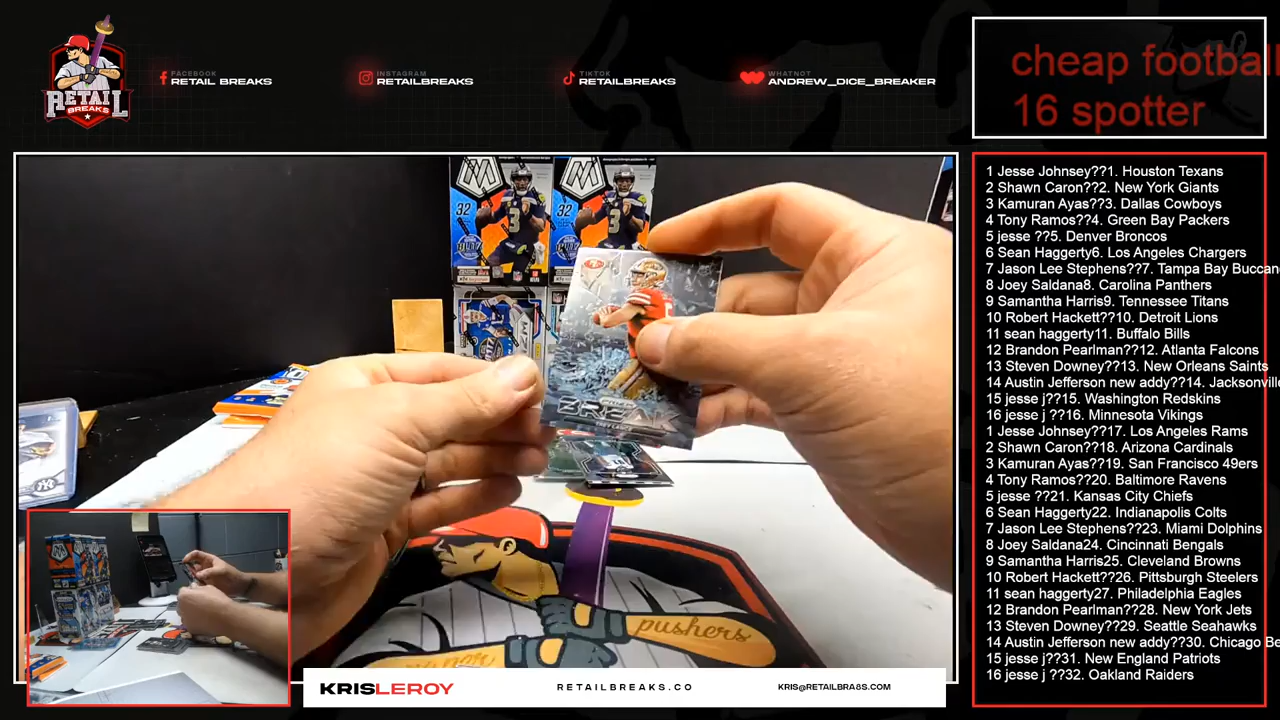 RETAIL
BREAKS
FACEBOOK
RETAIL BREAKS
INSTAGRAM
RETAILBREAKS
TIKTOK
RETAILBREAKS
WHATNOT
ANDREW_DICE_BREAKER
cheap footbal
16 spotter
1 Jesse Johnsey??1. Houston Texans
2 Shawn Caron??2. New York Giants
3 Kamuran Ayas??3. Dallas Cowboys
4 Tony Ramos??4. Green Bay Packers
5 jesse ??5. Denver Broncos
6 Sean Haggerty6. Los Angeles Chargers
7 Jason Lee Stephens??7. Tampa Bay Buccan
8 Joey Saldana8. Carolina Panthers
9 Samantha Harris9. Tennessee Titans
10 Robert Hackett??10. Detroit Lions
11 sean haggerty11. Buffalo Bills
12 Brandon Pearlman??12. Atlanta Falcons
13 Steven Downey??13. New Orleans Saints
14 Austin Jefferson new addy??14. Jacksonville
15 jesse j??15. Washington Redskins
16 jesse j ??16. Minnesota Vikings
1 Jesse Johnsey??17. Los Angeles Rams
2 Shawn Caron??18. Arizona Cardinals
3 Kamuran Ayas??19. San Francisco 49ers
4 Tony Ramos??20. Baltimore Ravens
5 jesse ??21. Kansas City Chiefs
6 Sean Haggerty22. Indianapolis Colts
7 Jason Lee Stephens??23. Miami Dolphins
8 Joey Saldana24. Cincinnati Bengals
9 Samantha Harris25. Cleveland Browns
10 Robert Hackett??26. Pittsburgh Steelers
11 sean haggerty27. Philadelphia Eagles
12 Brandon Pearlman??28. New York Jets
13 Steven Downey??29. Seattle Seahawks
14 Austin Jefferson new addy??30. Chicago Be
15 jesse j??31. New England Patriots
16 jesse j ??32. Oakland Raiders
32
32
BREAK
TREY LANCE
pushers
KRISLEROY
RETAILBREAKS.CO
KRIS@RETAILBRA8S.COM